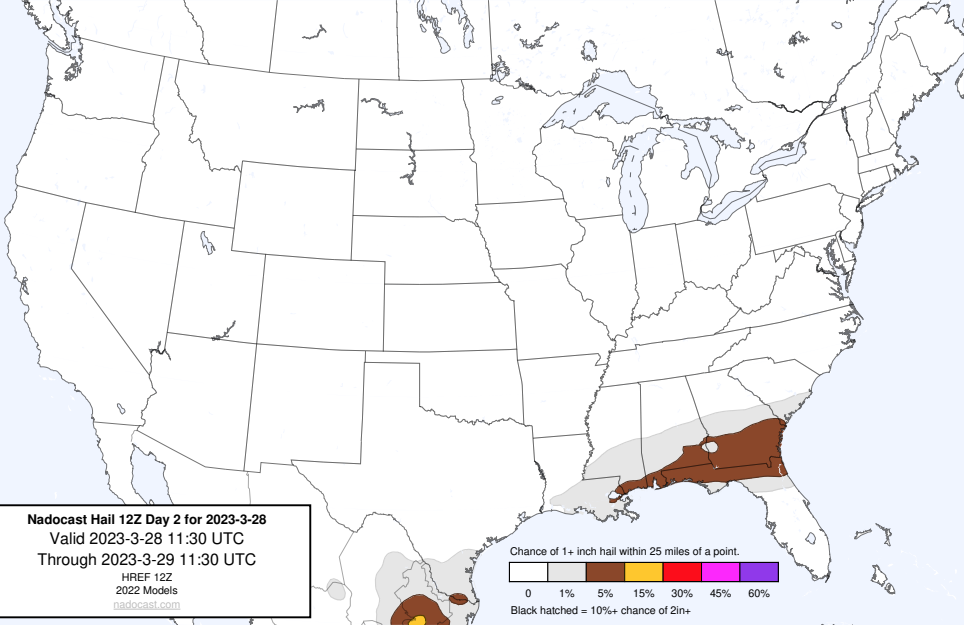 Nadocast Hail 12Z Day 2 for 2023-3-28
Valid 2023-3-28 11:30 UTC
Through 2023-3-29 11:30 UTC
HREF 12Z
2022 Models
nadocast.com
Chance of 1+ inch hail within 25 miles of a point.
0 1% 5% 15% 30% 45% 60%
Black hatched = 10%+ chance of 2in+